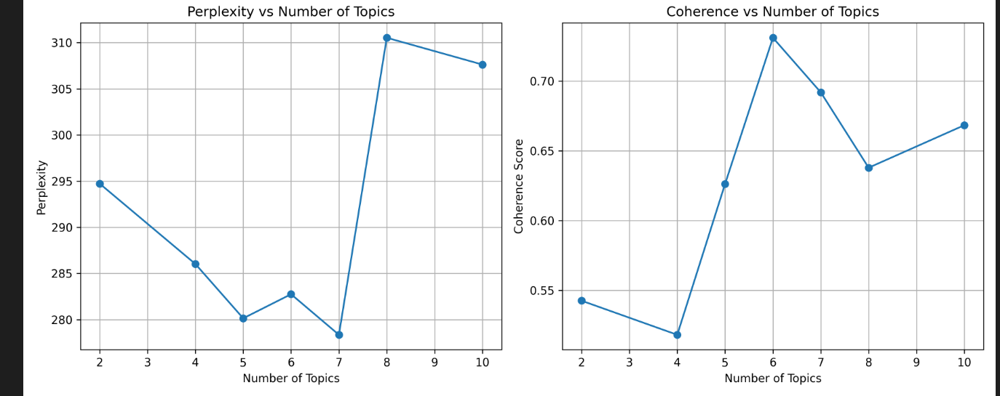 Perplexity vs Number of Topics
310
305
300
295
290
285
280
Perplexity
2 3 4 5 6 7 8 9 10
Number of Topics
Coherence vs Number of Topics
0.70
0.65
0.60
0.55
Coherence Score
2 3 4 5 6 7 8 9 10
Number of Topics